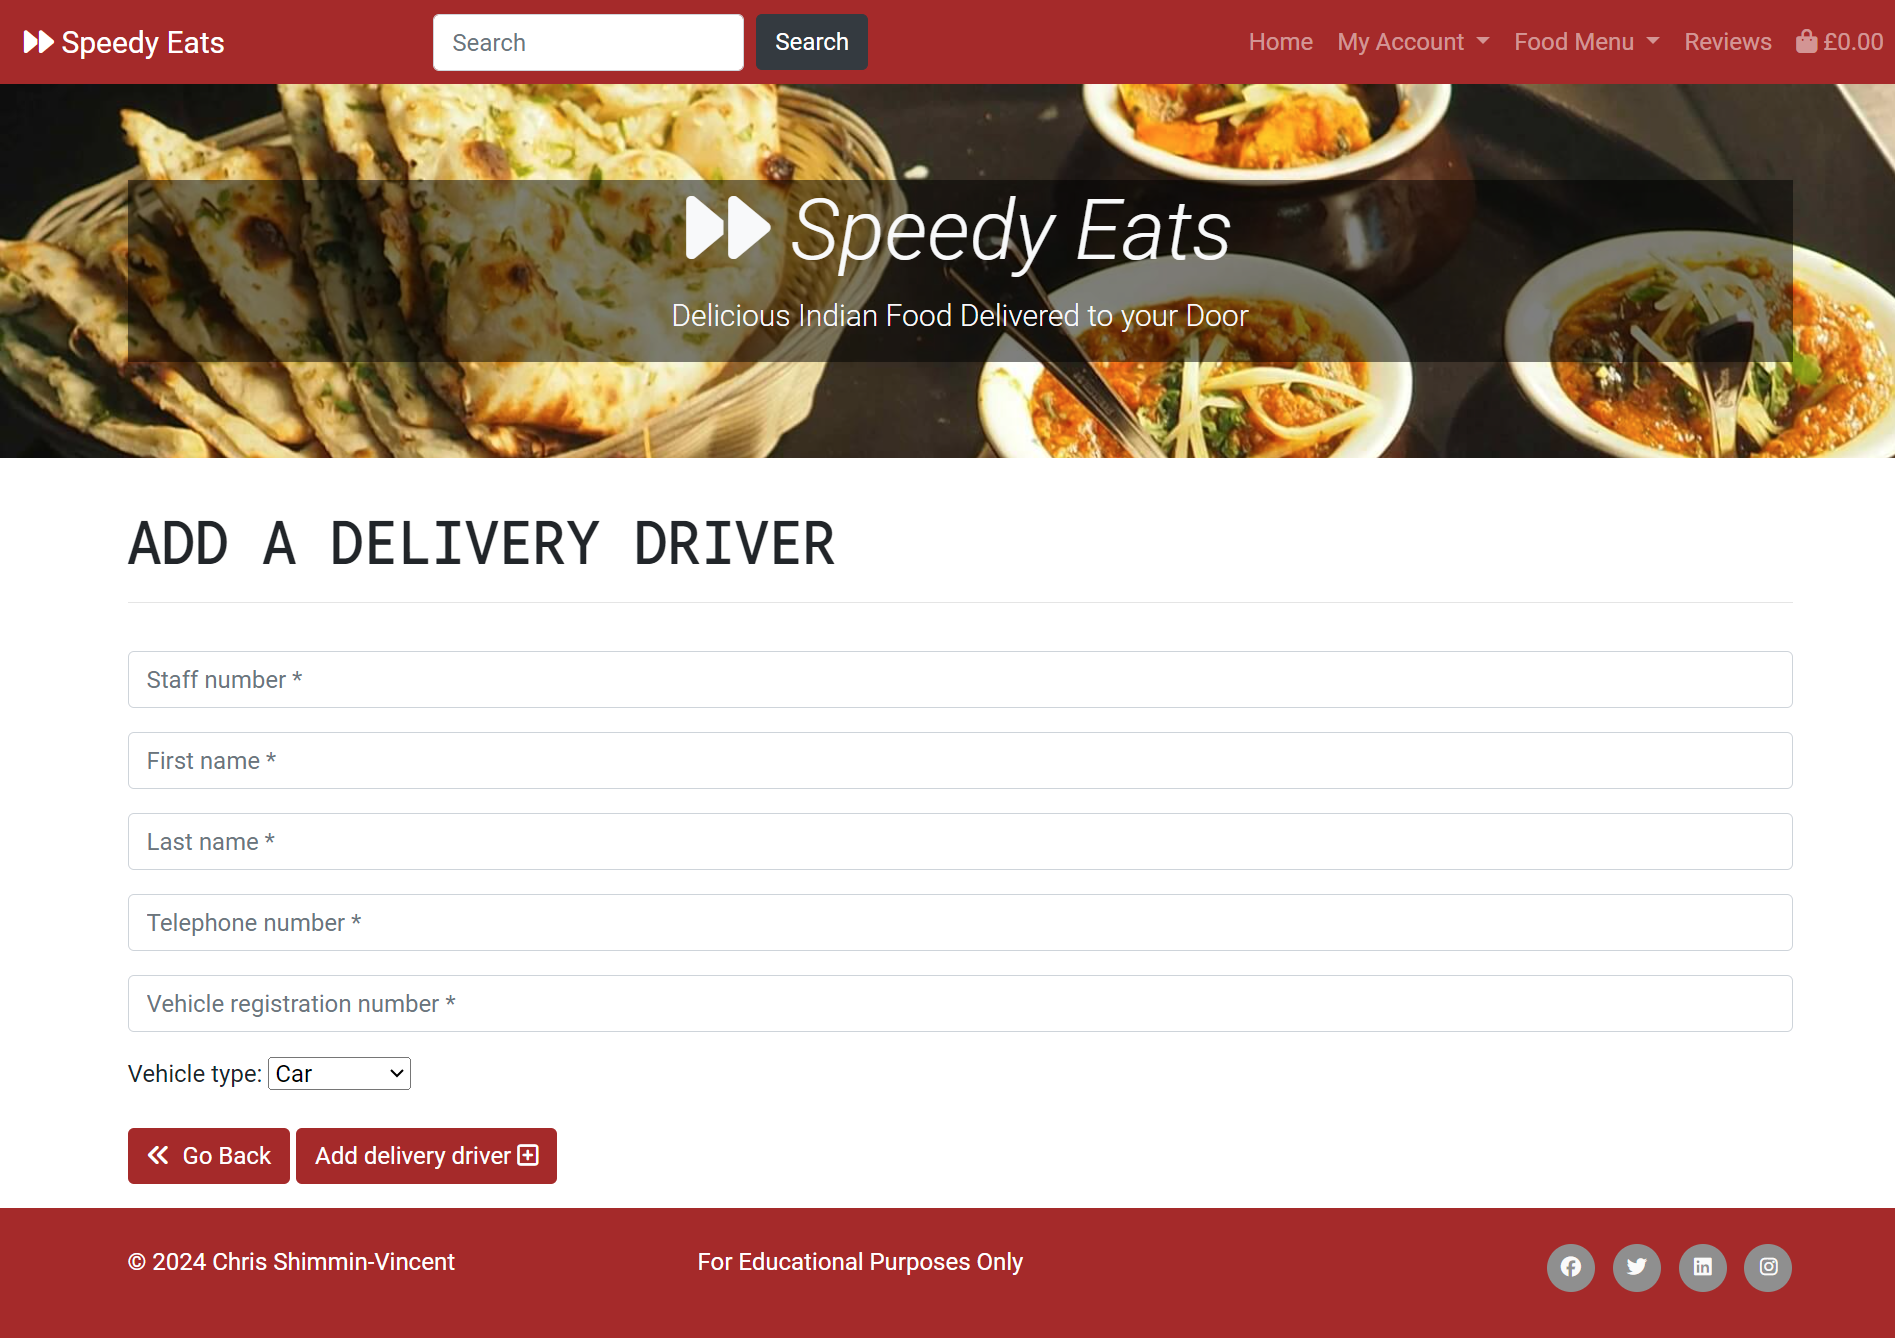 Speedy Eats
Search
Search
Home
My Account
Food Menu
Reviews
£0.00
Speedy Eats
Delicious Indian Food Delivered to your Door
ADD A DELIVERY DRIVER
Staff number *
First name *
Last name *
Telephone number *
Vehicle registration number *
Vehicle type: Car
Go Back
Add delivery driver
© 2024 Chris Shimmin-Vincent
For Educational Purposes Only